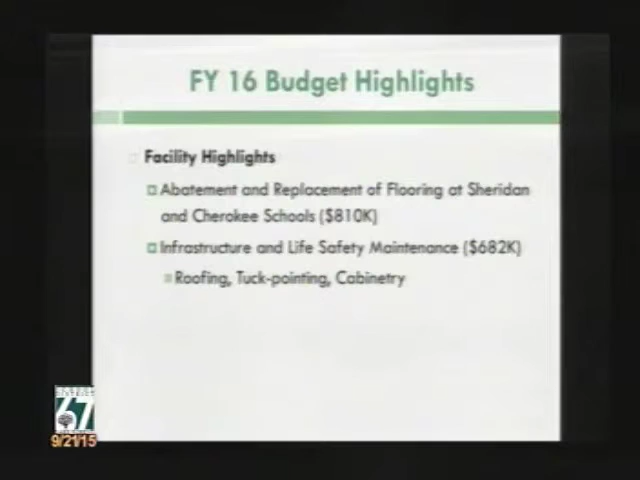 FY 16 Budget Highlights
Facility Highlights
Abatement and Replacement of Flooring at Sheridan
and Cherokee Schools ($810K)
Infrastructure and Life Safety Maintenance ($682K)
Roofing, Tuck-pointing, Cabinetry
67
9/21/15